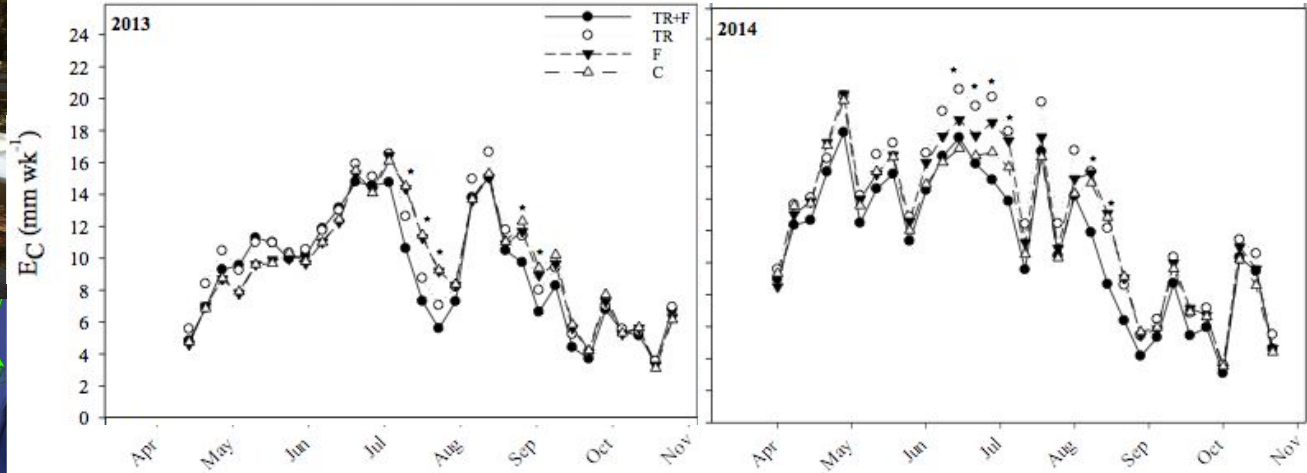 2013
TR+F
TR
F
C
2014
E_C (mm wk⁻¹)
24
22
20
18
16
14
12
10
8
6
4
2
0
Apr May Jun Jul Aug Sep Oct Nov
Apr May Jun Jul Aug Sep Oct Nov